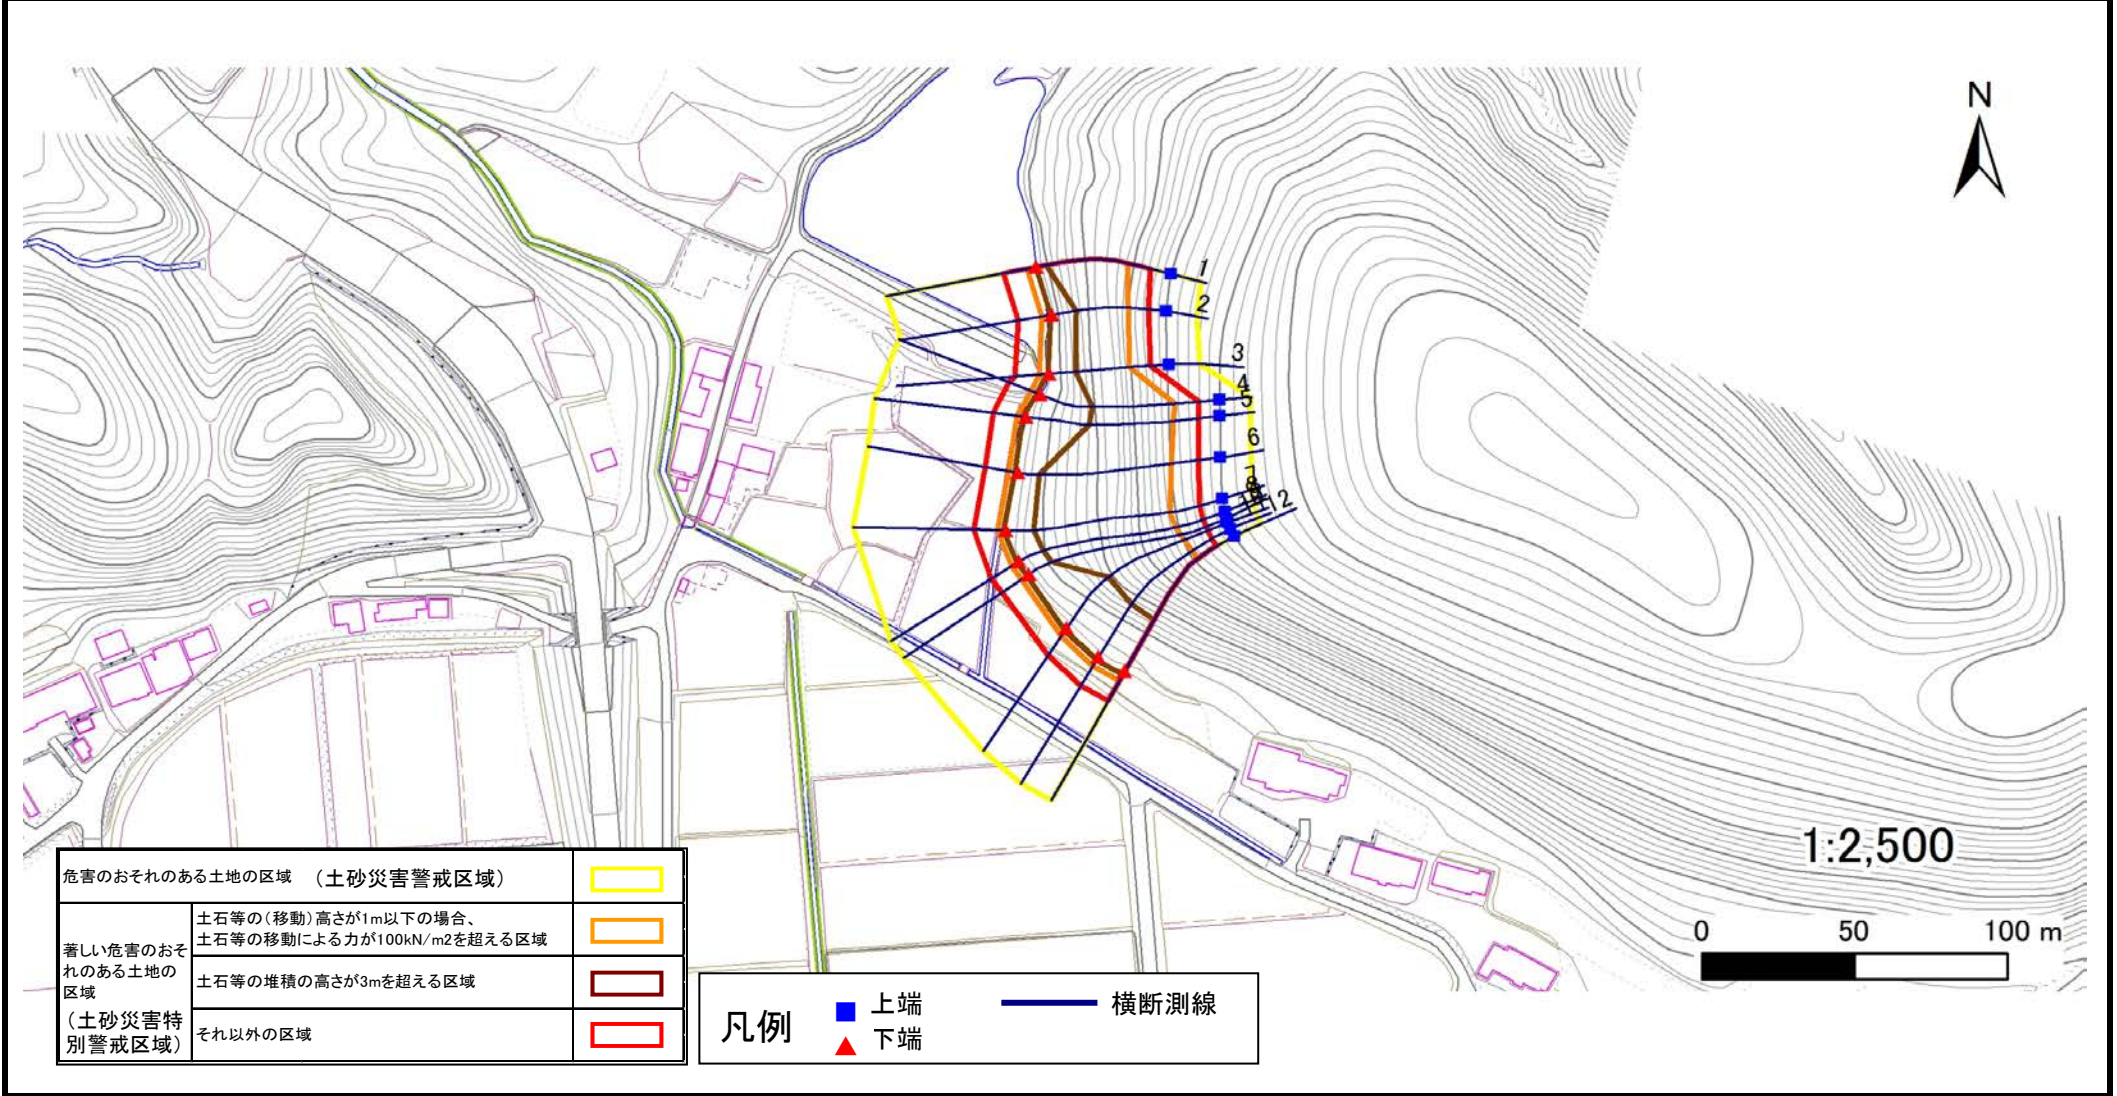 N
1
2
3
4
5
6
7
8
12
1:2,500
0 50 100 m
危害のおそれのある土地の区域 (土砂災害警戒区域)
著しい危害のおそ
れのある土地の
区域
(土砂災害特
別警戒区域)
土石等の(移動)高さが1m以下の場合、
土石等の移動による力が100kN/m2を超える区域
土石等の堆積の高さが3mを超える区域
それ以外の区域
凡例
上端
下端
横断測線